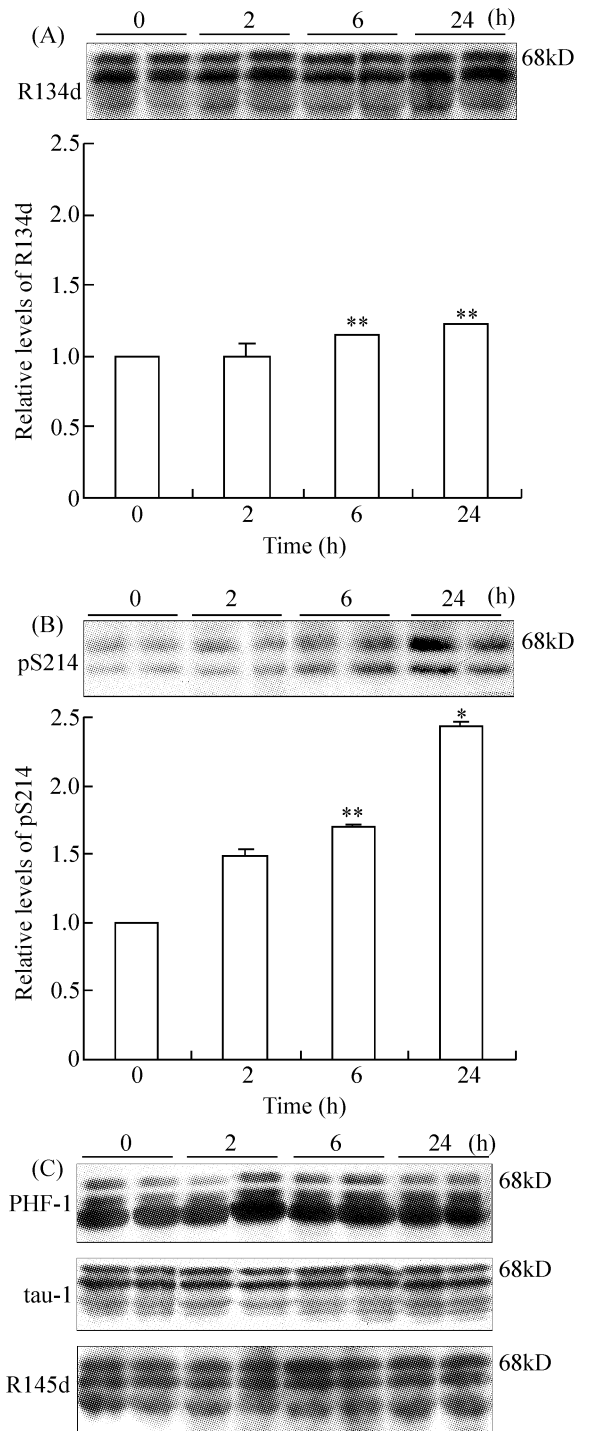 0 2 6 24 (h)
(A)
68kD
R134d
2.5
2.0
1.5
1.0
0.5
0
Relative levels of R134d
** **
0 2 6 24
Time (h)
0 2 6 24 (h)
(B)
68kD
pS214
2.5
2.0
1.5
1.0
0.5
0
Relative levels of pS214
*
**
0 2 6 24
Time (h)
0 2 6 24 (h)
(C)
68kD
PHF-1
68kD
tau-1
68kD
R145d